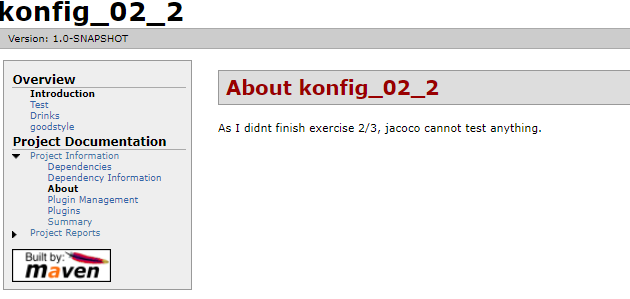 konfig_02_2
Version: 1.0-SNAPSHOT
Overview
Introduction
Test
Drinks
goodstyle
Project Documentation
Project Information
Dependencies
Dependency Information
About
Plugin Management
Plugins
Summary
Project Reports
Built by:
maven
About konfig_02_2
As I didnt finish exercise 2/3, jacoco cannot test anything.